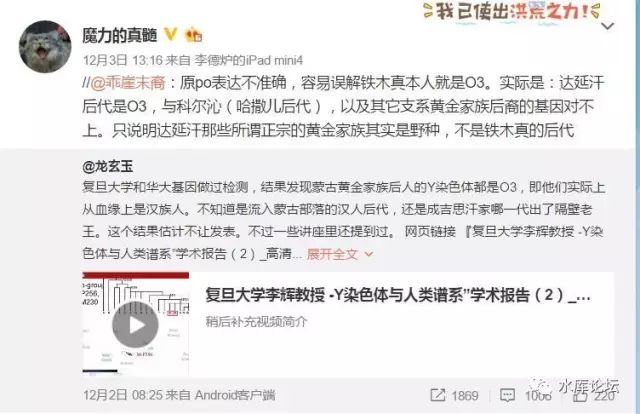 我已使出洪荒之力!
魔力的真髓
12月3日 13:16 来自 李德胪的iPad mini4
//@乖崖末裔：原po表达不准确，容易误解铁木真本人就是O3。实际是：达延汗
后代是O3，与科尔沁（哈撒儿后代），以及其它支系黄金家族后裔的基因对不
上。只说明达延汗那些所谓正宗的黄金家族其实是野种，不是铁木真的后代
@龙玄玉
复旦大学和华大基因做过检测，结果发现蒙古黄金家族后人的Y染色体都是O3，即他们实际上
从血缘上是汉族人。不知道是流入蒙古部落的汉人后代，还是成吉思汗家哪一代出了隔壁老
王。这个结果估计不让发表。不过一些讲座里还提到过。 网页链接 『复旦大学李辉教授 -Y染
色体与人类谱系”学术报告（2）_高清... 展开全文
复旦大学李辉教授 -Y染色体与人类谱系”学术报告（2）_...
稍后补充视频简介
12月2日 08:25 来自 Android客户端
1869
1006
220
水库论坛